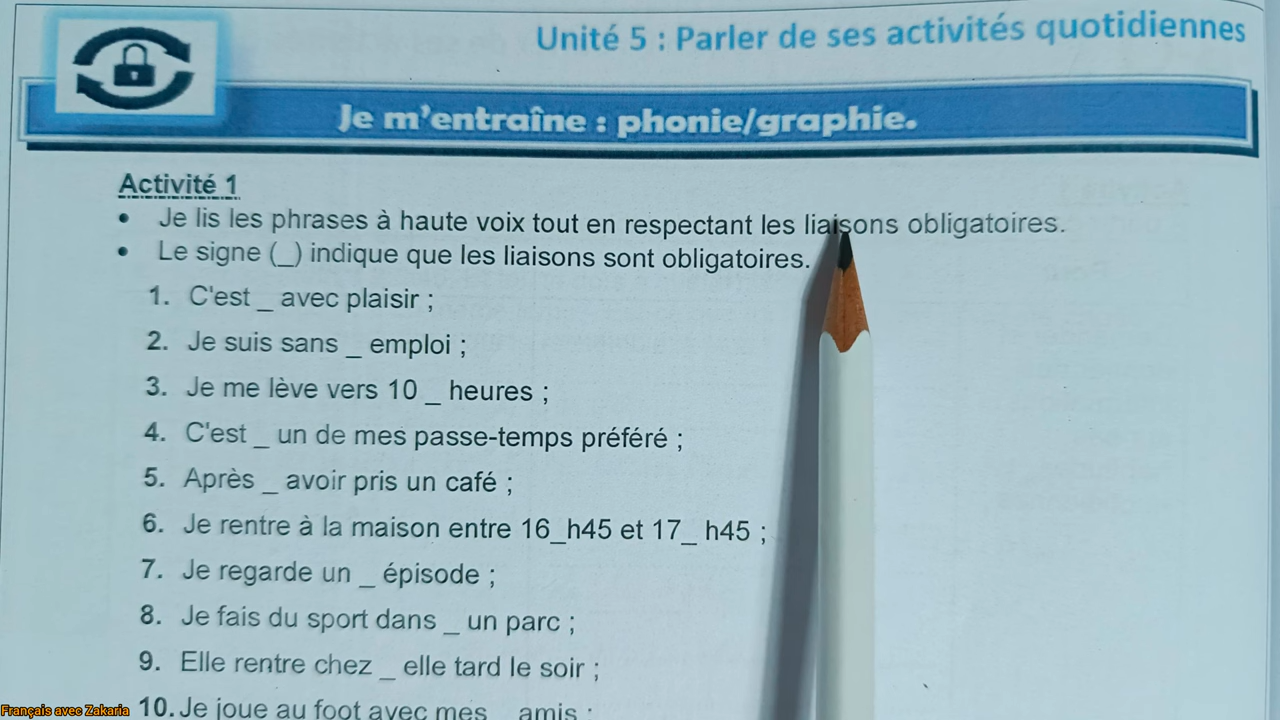 Unité 5 : Parler de ses activités quotidiennes
Je m'entraîne : phonie/graphie.
Activité 1
• Je lis les phrases à haute voix tout en respectant les liaisons obligatoires.
• Le signe (_) indique que les liaisons sont obligatoires.
1. C'est _ avec plaisir ;
2. Je suis sans _ emploi ;
3. Je me lève vers 10 _ heures ;
4. C'est _ un de mes passe-temps préféré ;
5. Après _ avoir pris un café ;
6. Je rentre à la maison entre 16_h45 et 17_ h45 ;
7. Je regarde un _ épisode ;
8. Je fais du sport dans _ un parc ;
9. Elle rentre chez _ elle tard le soir ;
10. Je joue au foot avec mes _ amis ;
Français avec Zakaria